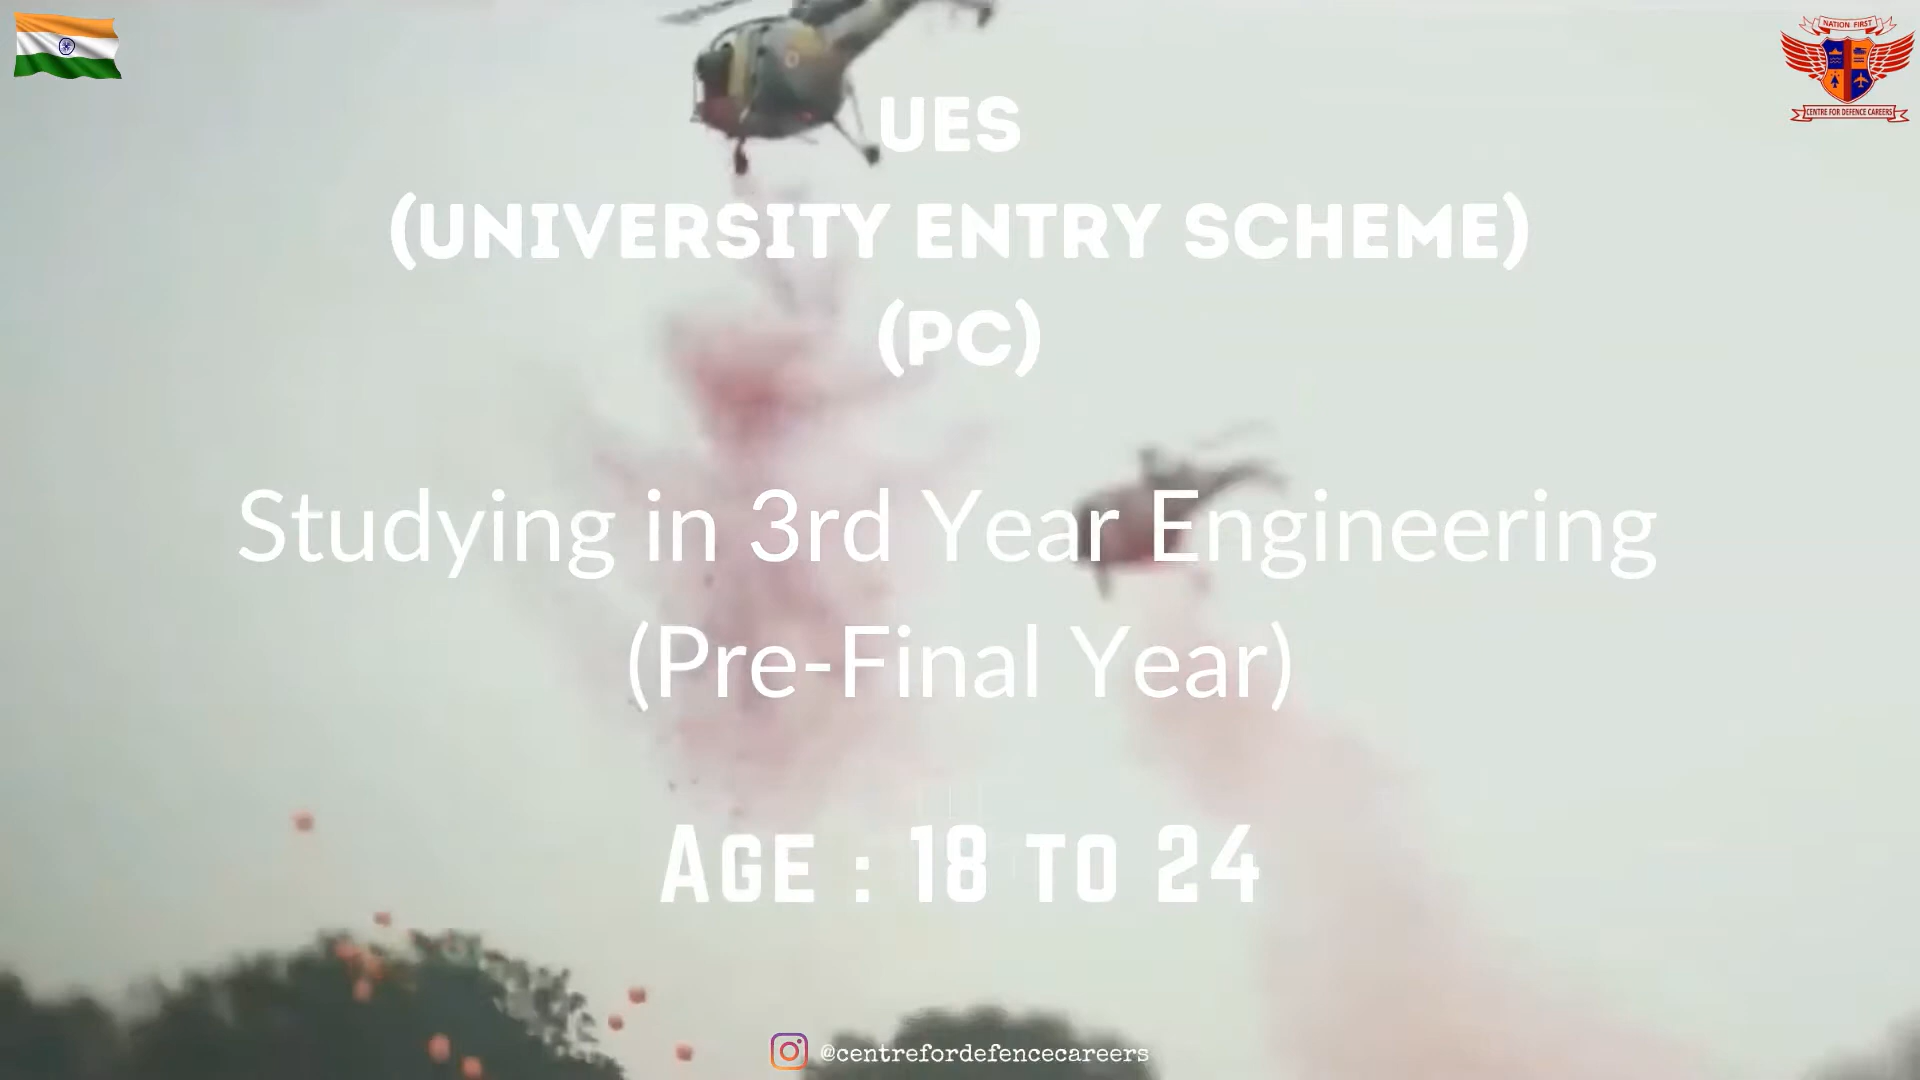 NATION FIRST
CENTRE FOR DEFENCE CAREERS
UES
(UNIVERSITY ENTRY SCHEME)
(PC)
Studying in 3rd Year Engineering
(Pre-Final Year)
AGE : 18 TO 24
@centrefordefencecareers